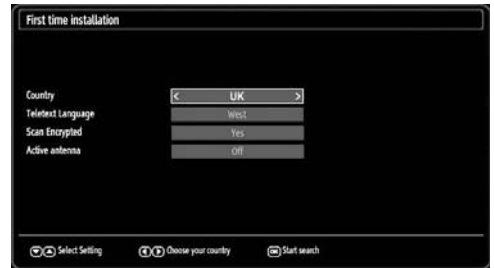 First time installation
Country < UK >
Teletext Language West
Scan Encrypted Yes
Active antenna Off
Select Setting Choose your country OK Start search